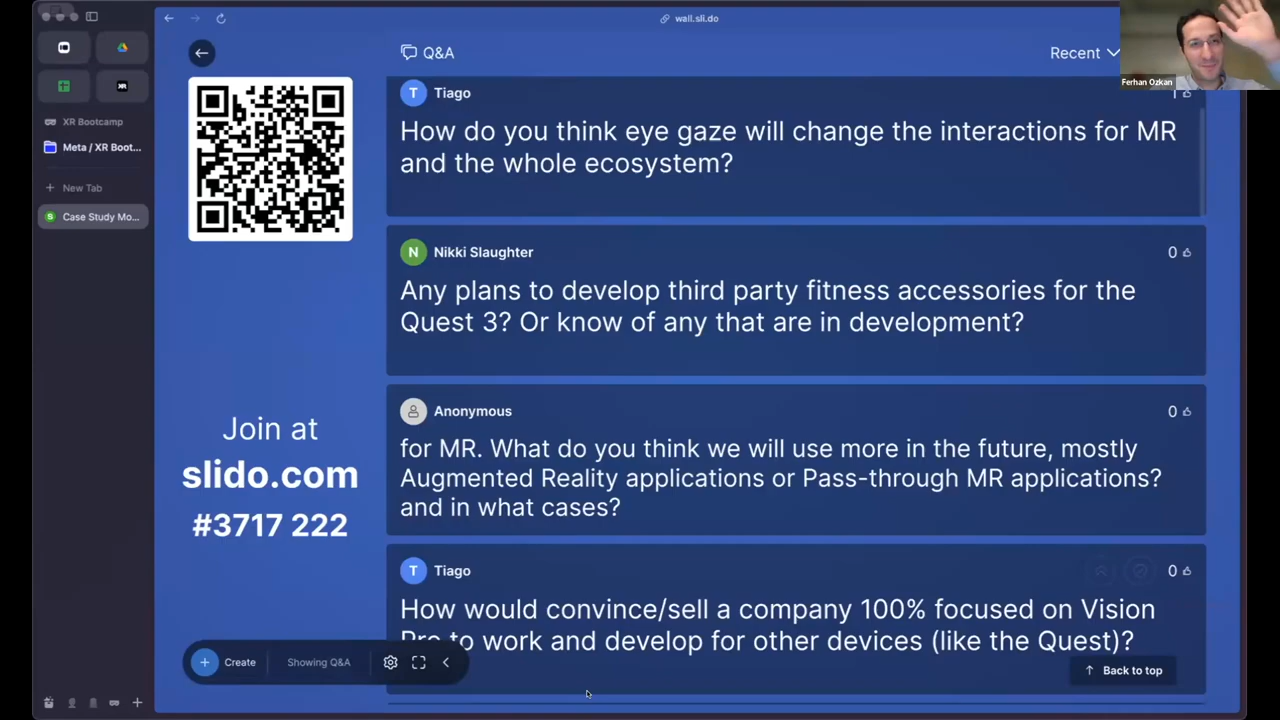 wall.sli.do
Q&A
Recent
Ferhan Ozkan
XR Bootcamp
Meta / XR Boot...
New Tab
Case Study Mo...
Join at
slido.com
#3717 222
Create
Showing Q&A
T Tiago
1
How do you think eye gaze will change the interactions for MR
and the whole ecosystem?
N Nikki Slaughter
0
Any plans to develop third party fitness accessories for the
Quest 3? Or know of any that are in development?
Anonymous
0
for MR. What do you think we will use more in the future, mostly
Augmented Reality applications or Pass-through MR applications?
and in what cases?
T Tiago
0
How would convince/sell a company 100% focused on Vision
Pro to work and develop for other devices (like the Quest)?
Back to top